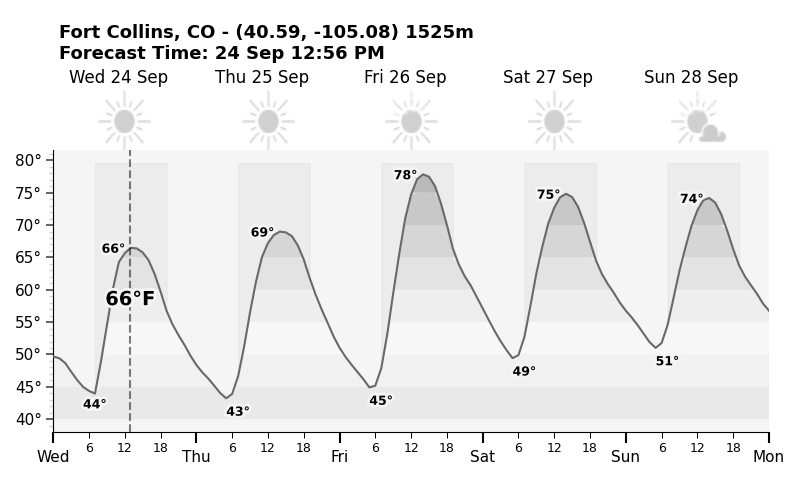 Fort Collins, CO - (40.59, -105.08) 1525m
Forecast Time: 24 Sep 12:56 PM
Wed 24 Sep Thu 25 Sep Fri 26 Sep Sat 27 Sep Sun 28 Sep
80°
75°
70°
65°
60°
55°
50°
45°
40°
66° 69° 78° 75° 74°
66°F
44° 43° 45° 49° 51°
6 12 18 6 12 18 6 12 18 6 12 18 6 12 18
Wed Thu Fri Sat Sun Mon